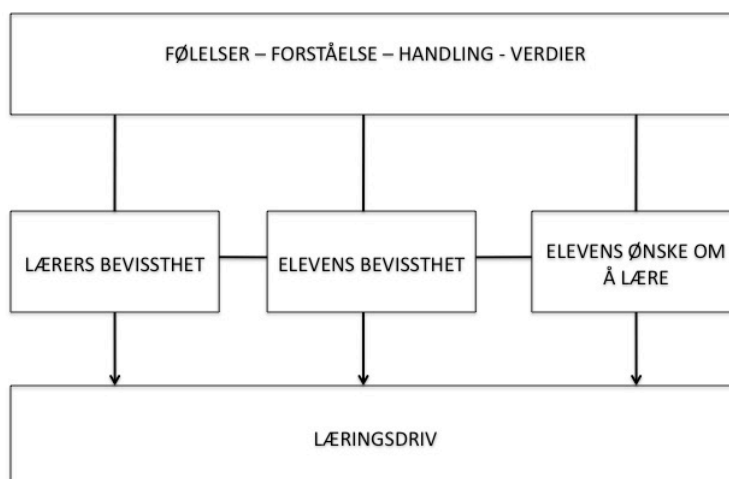 FØLELSER – FORSTÅELSE – HANDLING - VERDIER
LÆRERS BEVISSTHET
ELEVENS BEVISSTHET
ELEVENS ØNSKE OM
Å LÆRE
LÆRINGSDRIV